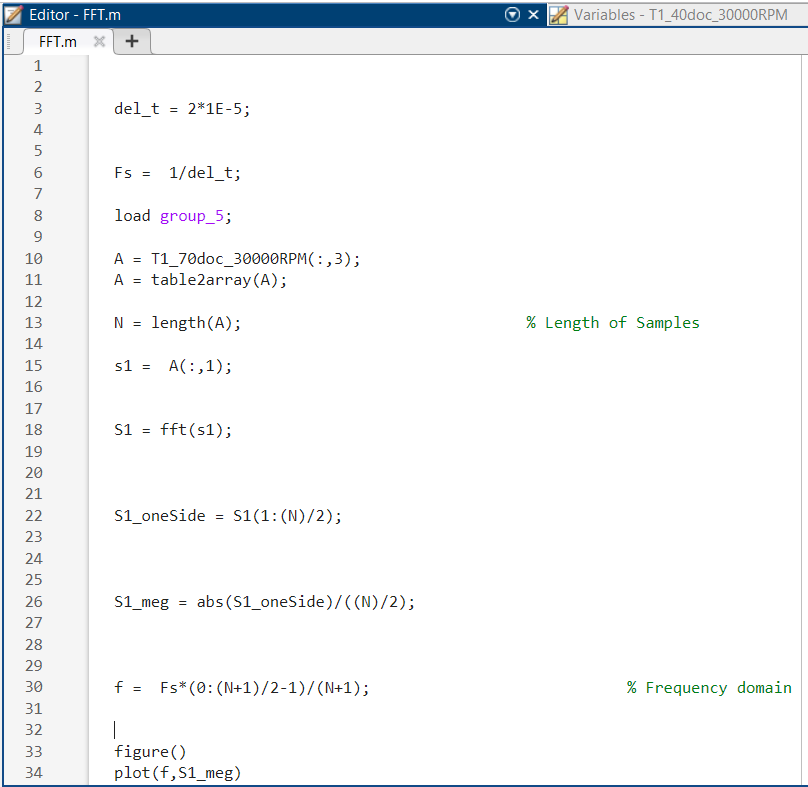 Editor - FFT.m
Variables - T1_40doc_30000RPM
FFT.m
1
2
3 del_t = 2*1E-5;
4
5
6 Fs =  1/del_t;
7
8 load group_5;
9
10 A = T1_70doc_30000RPM(:,3);
11 A = table2array(A);
12
13 N = length(A); % Length of Samples
14
15 s1 =  A(:,1);
16
17
18 S1 = fft(s1);
19
20
21
22 S1_oneSide = S1(1:(N)/2);
23
24
25
26 S1_meg = abs(S1_oneSide)/((N)/2);
27
28
29
30 f =  Fs*(0:(N+1)/2-1)/(N+1); % Frequency domain
31
32
33 figure()
34 plot(f,S1_meg)